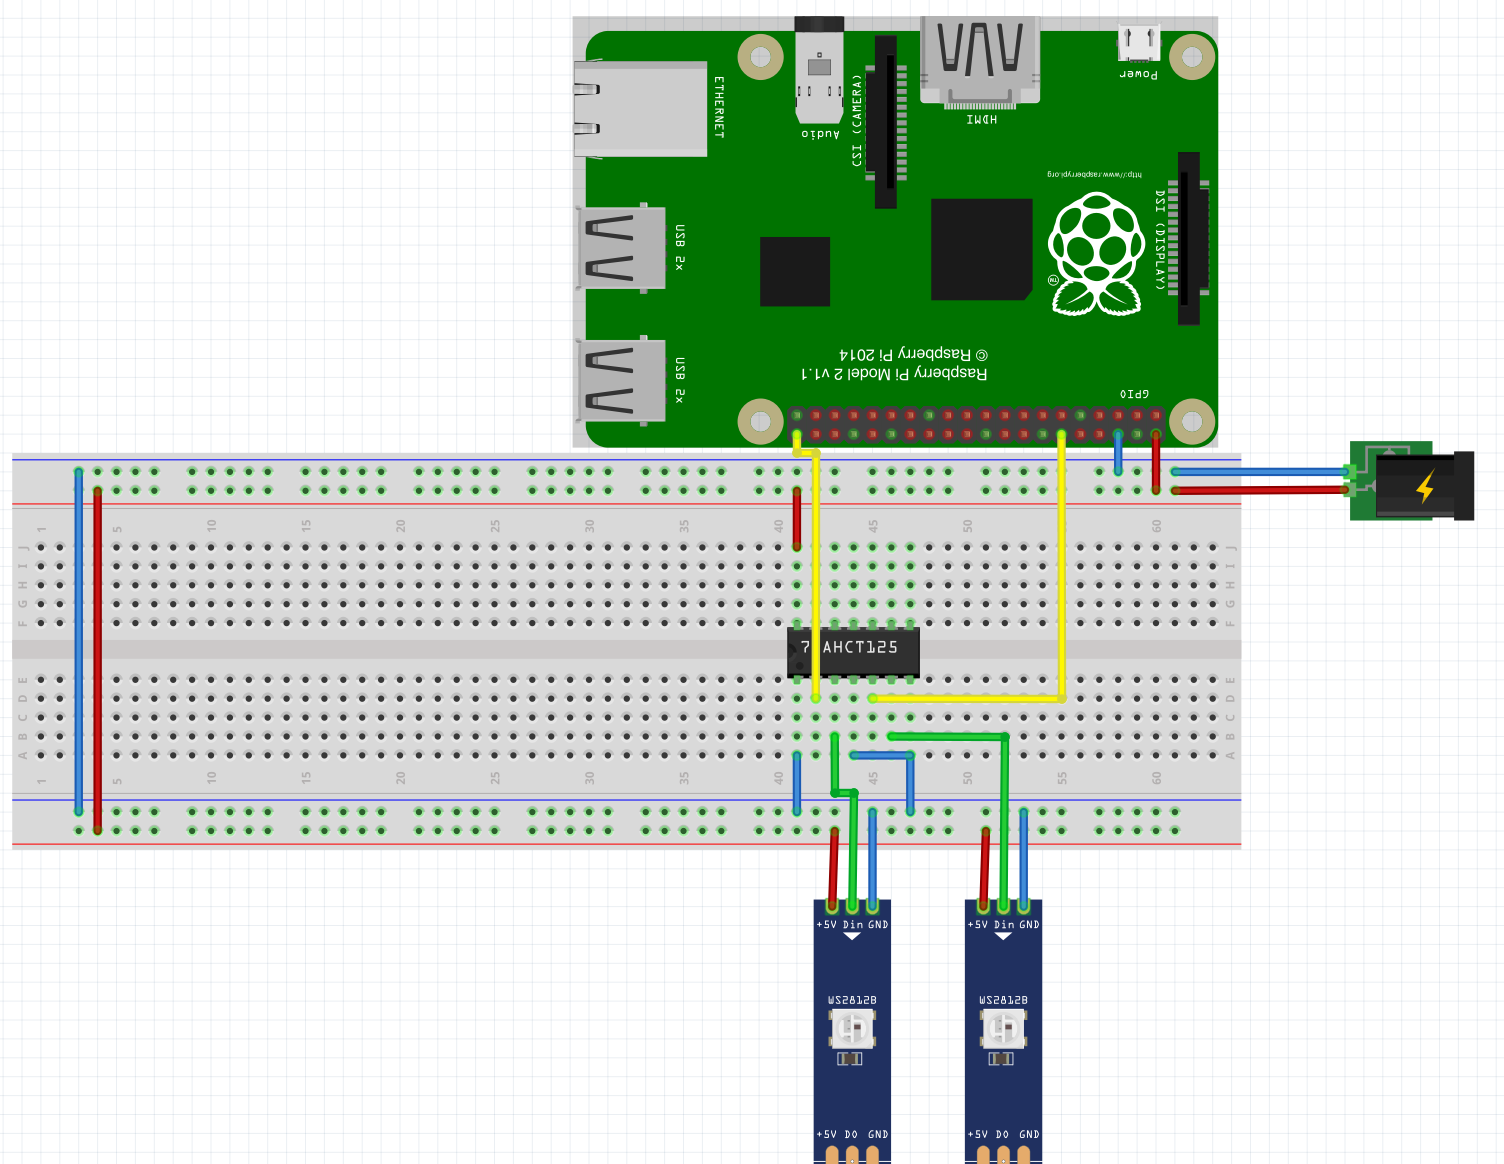 Power
ETHERNET
Audio
CSI (CAMERA)
HDMI
http://www.raspberrypi.org
DSI (DISPLAY)
USB 2x
TM
USB 2x
© Raspberry Pi 2014
Raspberry Pi Model 2 v1.1
GPIO
1 5 10 15 20 25 30 35 40 45 50 55 60
J J
I I
H H
G G
F F
74AHCT125
E E
D D
C C
B B
A A
1 5 10 15 20 25 30 35 40 45 50 55 60
+5V Din GND
+5V Din GND
WS2812B
WS2812B
+5V DO GND
+5V DO GND